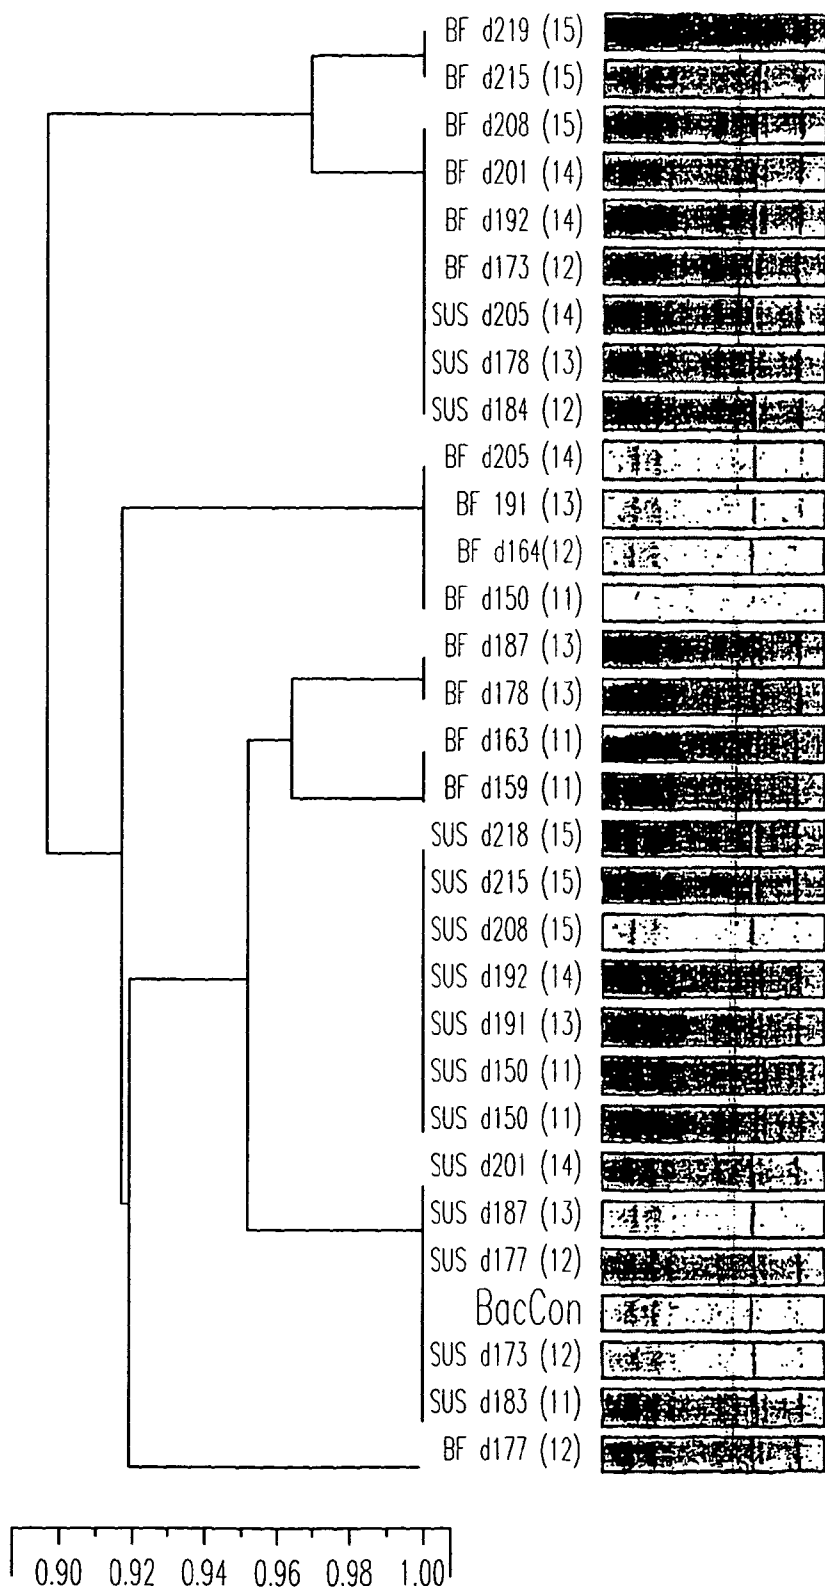 BF d219 (15)
BF d215 (15)
BF d208 (15)
BF d201 (14)
BF d192 (14)
BF d173 (12)
SUS d205 (14)
SUS d178 (13)
SUS d184 (12)
BF d205 (14)
BF 191 (13)
BF d164(12)
BF d150 (11)
BF d187 (13)
BF d178 (13)
BF d163 (11)
BF d159 (11)
SUS d218 (15)
SUS d215 (15)
SUS d208 (15)
SUS d192 (14)
SUS d191 (13)
SUS d150 (11)
SUS d150 (11)
SUS d201 (14)
SUS d187 (13)
SUS d177 (12)
BacCon
SUS d173 (12)
SUS d183 (11)
BF d177 (12)
0.90 0.92 0.94 0.96 0.98 1.00